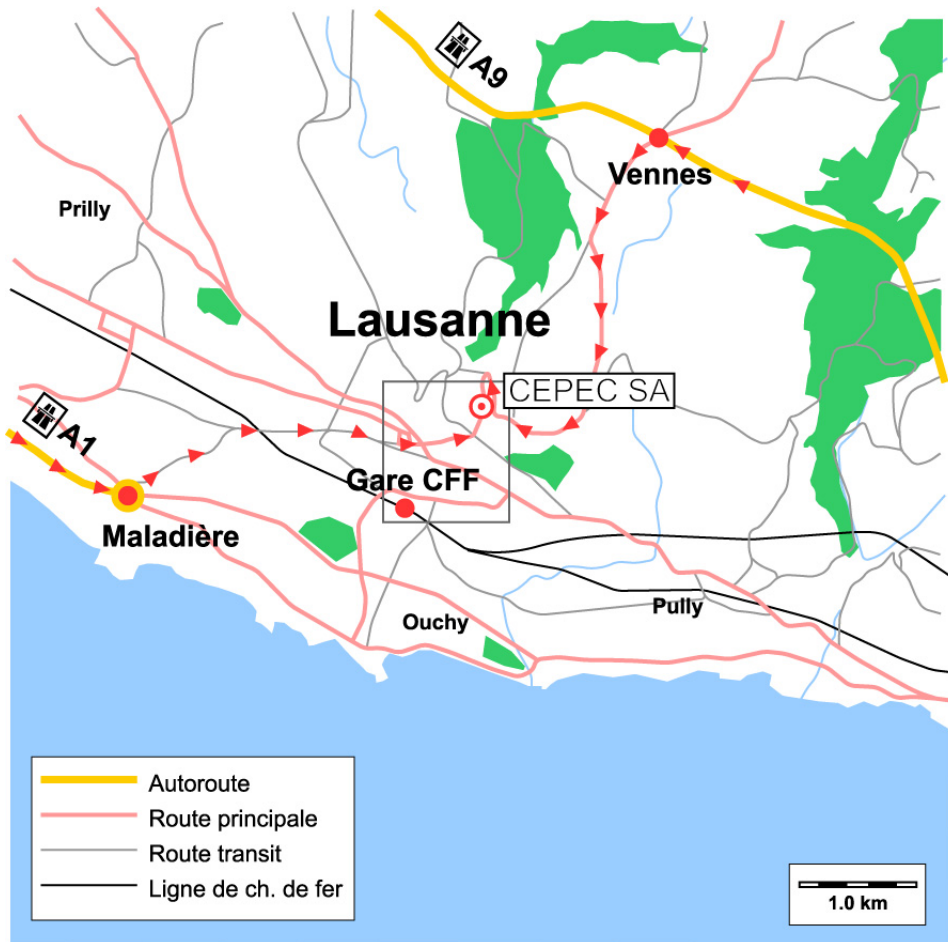 A9
Vennes
Prilly
Lausanne
CEPEC SA
A1
Gare CFF
Maladière
Pully
Ouchy
Autoroute
Route principale
Route transit
Ligne de ch. de fer
1.0 km